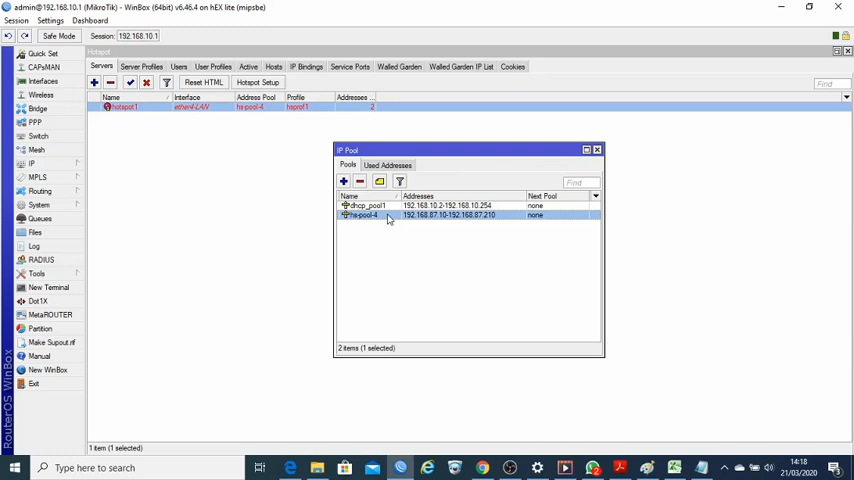 admin@192.168.10.1 (MikroTik) - WinBox (64bit) v6.46.4 on hEX lite (mipsbe)
Session Settings Dashboard
Safe Mode Session: 192.168.10.1
Quick Set
CAPsMAN
Interfaces
Wireless
Bridge
PPP
Switch
Mesh
IP
MPLS
Routing
System
Queues
Files
Log
RADIUS
Tools
New Terminal
Dot1X
MetaROUTER
Partition
Make Supout.rif
Manual
New WinBox
Exit
RouterOS WinBox
Hotspot
Servers Server Profiles Users User Profiles Active Hosts IP Bindings Service Ports Walled Garden Walled Garden IP List Cookies
Reset HTML Hotspot Setup Find
Name Interface Address Pool Profile Addresses ...
hotspot1 ether4-LAN hs-pool-4 hsprof1 2
IP Pool
Pools Used Addresses
Find
Name Addresses Next Pool
dhcp_pool1 192.168.10.2-192.168.10.254 none
hs-pool-4 192.168.87.10-192.168.87.210 none
2 items (1 selected)
1 item (1 selected)
Type here to search
2
14:18
21/03/2020
3